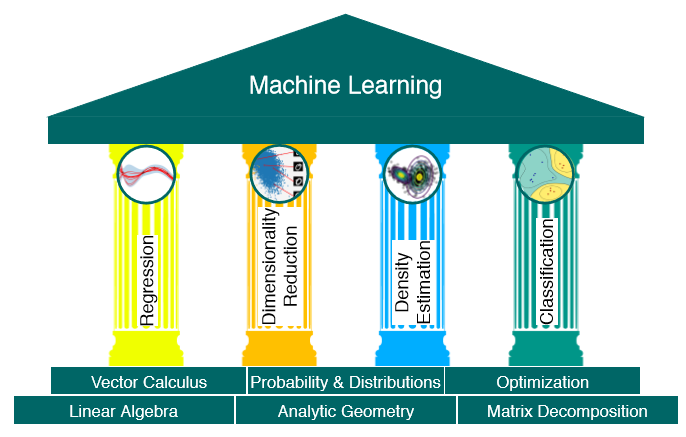 Machine Learning
Regression
Dimensionality
Reduction
Density
Estimation
Classification
Vector Calculus
Probability & Distributions
Optimization
Linear Algebra
Analytic Geometry
Matrix Decomposition